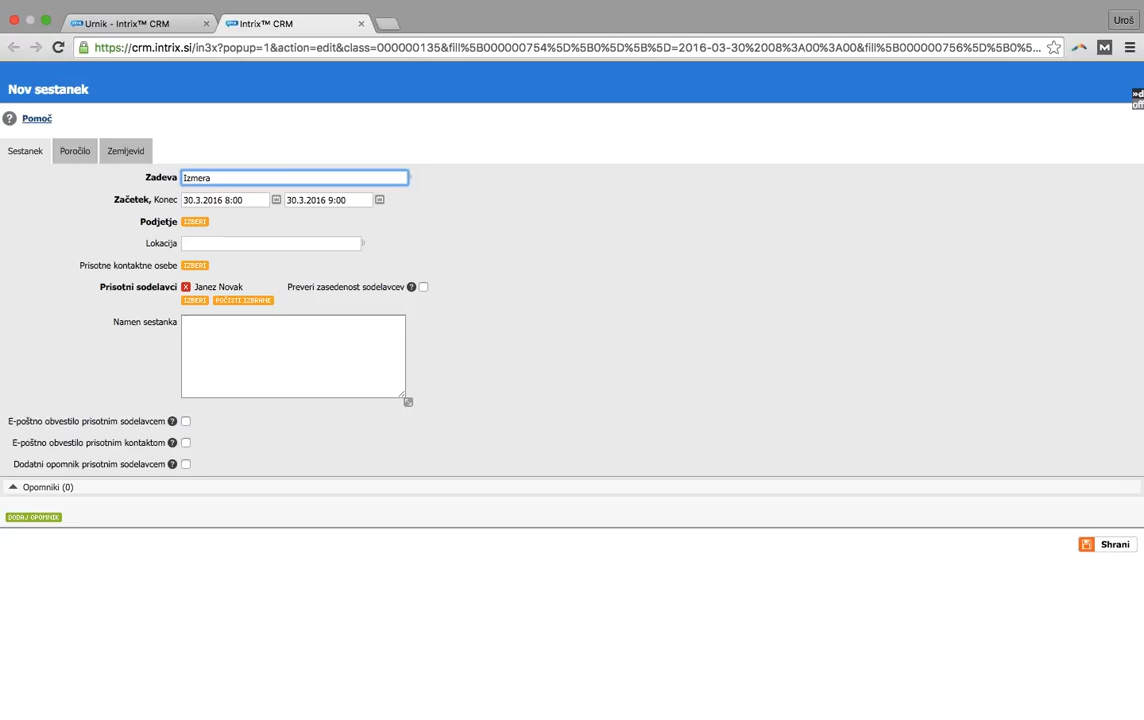 Urnik - Intrix™ CRM
Intrix™ CRM
Uroš
https://crm.intrix.si/in3x?popup=1&action=edit&class=000000135&fill%5B000000754%5D%5B0%5D%5B%5D=2016-03-30%2008%3A00%3A00&fill%5B000000756%5D%5B0%5...
Nov sestanek
»d
off
Pomoč
Sestanek Poročilo Zemljevid
Zadeva Izmera
Začetek, Konec 30.3.2016 8:00 30.3.2016 9:00
Podjetje IZBERI
Lokacija
Prisotne kontaktne osebe IZBERI
Prisotni sodelavci X Janez Novak Preveri zasedenost sodelavcev ?
IZBERI POČISTI IZBRANE
Namen sestanka
E-poštno obvestilo prisotnim sodelavcem ?
E-poštno obvestilo prisotnim kontaktom ?
Dodatni opomnik prisotnim sodelavcem ?
Opomniki (0)
DODAJ OPOMNIK
Shrani